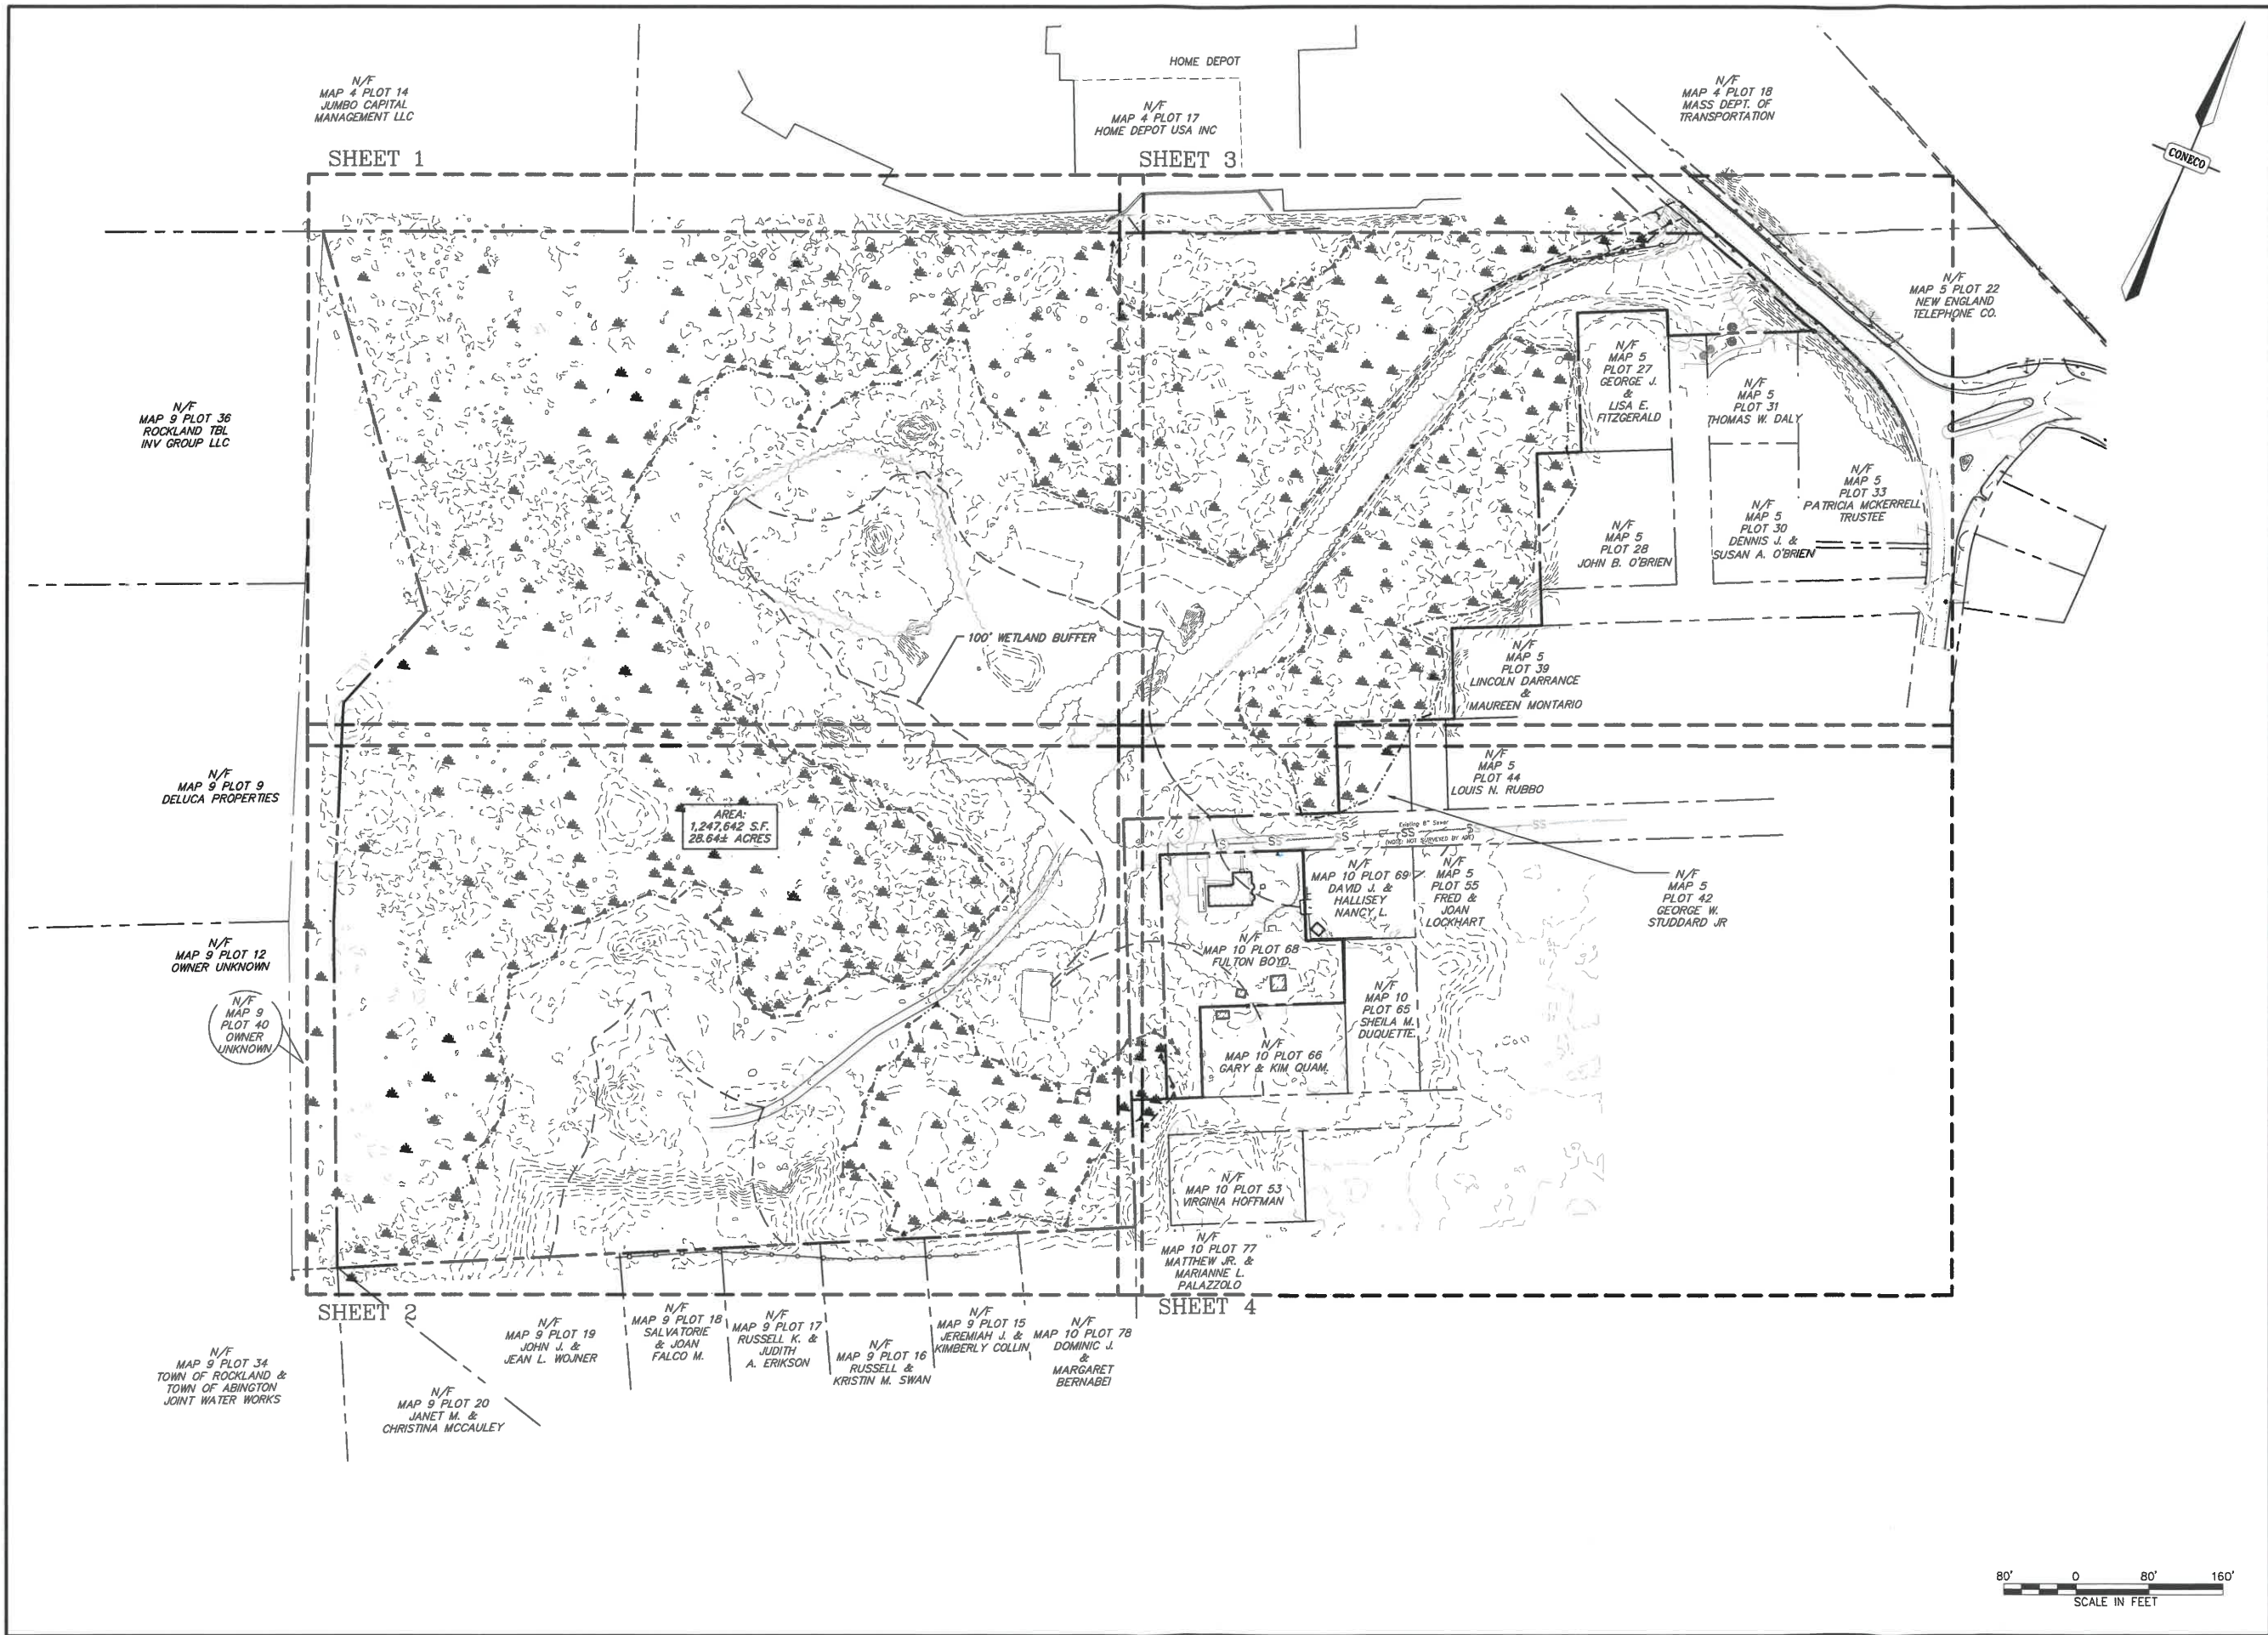 HOME DEPOT
N/F
MAP 4 PLOT 14
JUMBO CAPITAL
MANAGEMENT LLC
N/F
MAP 4 PLOT 17
HOME DEPOT USA INC
N/F
MAP 4 PLOT 18
MASS DEPT. OF
TRANSPORTATION
CONECO
SHEET 1
SHEET 3
N/F
MAP 5 PLOT 22
NEW ENGLAND
TELEPHONE CO.
N/F
MAP 9 PLOT 36
ROCKLAND TBL
INV GROUP LLC
N/F
MAP 5
PLOT 27
GEORGE J.
&
LISA E.
FITZGERALD
N/F
MAP 5
PLOT 31
THOMAS W. DALY
N/F
MAP 5
PLOT 33
PATRICIA MCKERRELL
TRUSTEE
N/F
MAP 5
PLOT 28
JOHN B. O'BRIEN
N/F
MAP 5
PLOT 30
DENNIS J. &
SUSAN A. O'BRIEN
100' WETLAND BUFFER
N/F
MAP 5
PLOT 39
LINCOLN DARRANCE
&
MAUREEN MONTARIO
N/F
MAP 9 PLOT 9
DELUCA PROPERTIES
N/F
MAP 5
PLOT 44
LOUIS N. RUBBO
AREA:
1,247,642 S.F.
28.64± ACRES
Existing 8" Sewer
S SS SS SS S SS
(NOTE: NOT SURVEYED BY ADE)
N/F
MAP 10 PLOT 69
DAVID J. &
HALLISEY
NANCY L.
N/F
MAP 5
PLOT 55
FRED &
JOAN
LOCKHART
N/F
MAP 5
PLOT 42
GEORGE W.
STUDDARD JR
N/F
MAP 9 PLOT 12
OWNER UNKNOWN
N/F
MAP 10 PLOT 68
FULTON BOYD.
N/F
MAP 9
PLOT 40
OWNER
UNKNOWN
N/F
MAP 10
PLOT 65
SHEILA M.
DUQUETTE
N/F
MAP 10 PLOT 66
GARY & KIM QUAM.
N/F
MAP 10 PLOT 53
VIRGINIA HOFFMAN
N/F
MAP 10 PLOT 77
MATTHEW JR. &
MARIANNE L.
PALAZZOLO
SHEET 2
SHEET 4
N/F
MAP 9 PLOT 34
TOWN OF ROCKLAND &
TOWN OF ABINGTON
JOINT WATER WORKS
N/F
MAP 9 PLOT 20
JANET M. &
CHRISTINA MCCAULEY
N/F
MAP 9 PLOT 19
JOHN J. &
JEAN L. WOJNER
N/F
MAP 9 PLOT 18
SALVATORIE
& JOAN
FALCO M.
N/F
MAP 9 PLOT 17
RUSSELL K. &
JUDITH
A. ERIKSON
N/F
MAP 9 PLOT 16
RUSSELL &
KRISTIN M. SWAN
N/F
MAP 9 PLOT 15
JEREMIAH J. &
KIMBERLY COLLIN
N/F
MAP 10 PLOT 78
DOMINIC J.
&
MARGARET
BERNABEI
80' 0 80' 160'
SCALE IN FEET